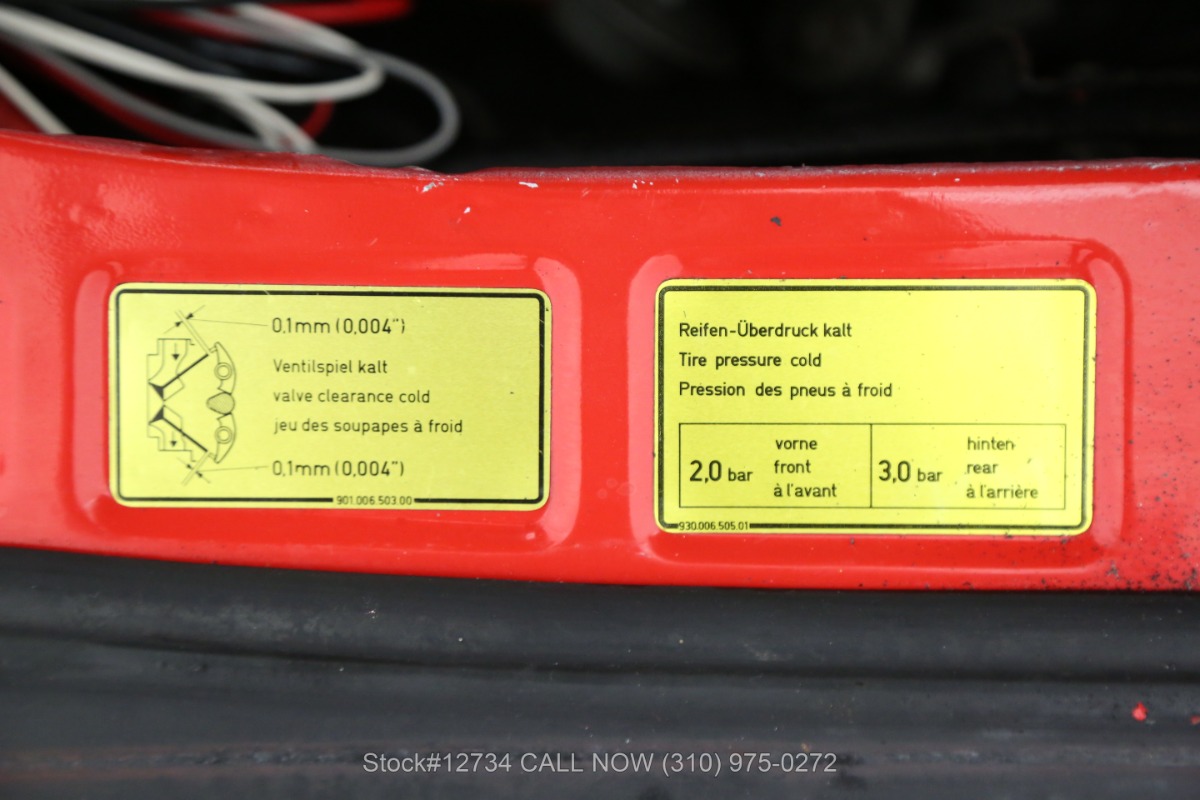 0,1mm (0,004")
Ventilspiel kalt
valve clearance cold
jeu des soupapes à froid
0,1mm (0,004")
901.006.503.00
Reifen-Überdruck kalt
Tire pressure cold
Pression des pneus à froid
2,0 bar
vorne
front
à l'avant
3,0 bar
hinten
rear
à l'arrière
930.006.505.01
Stock#12734 CALL NOW (310) 975-0272